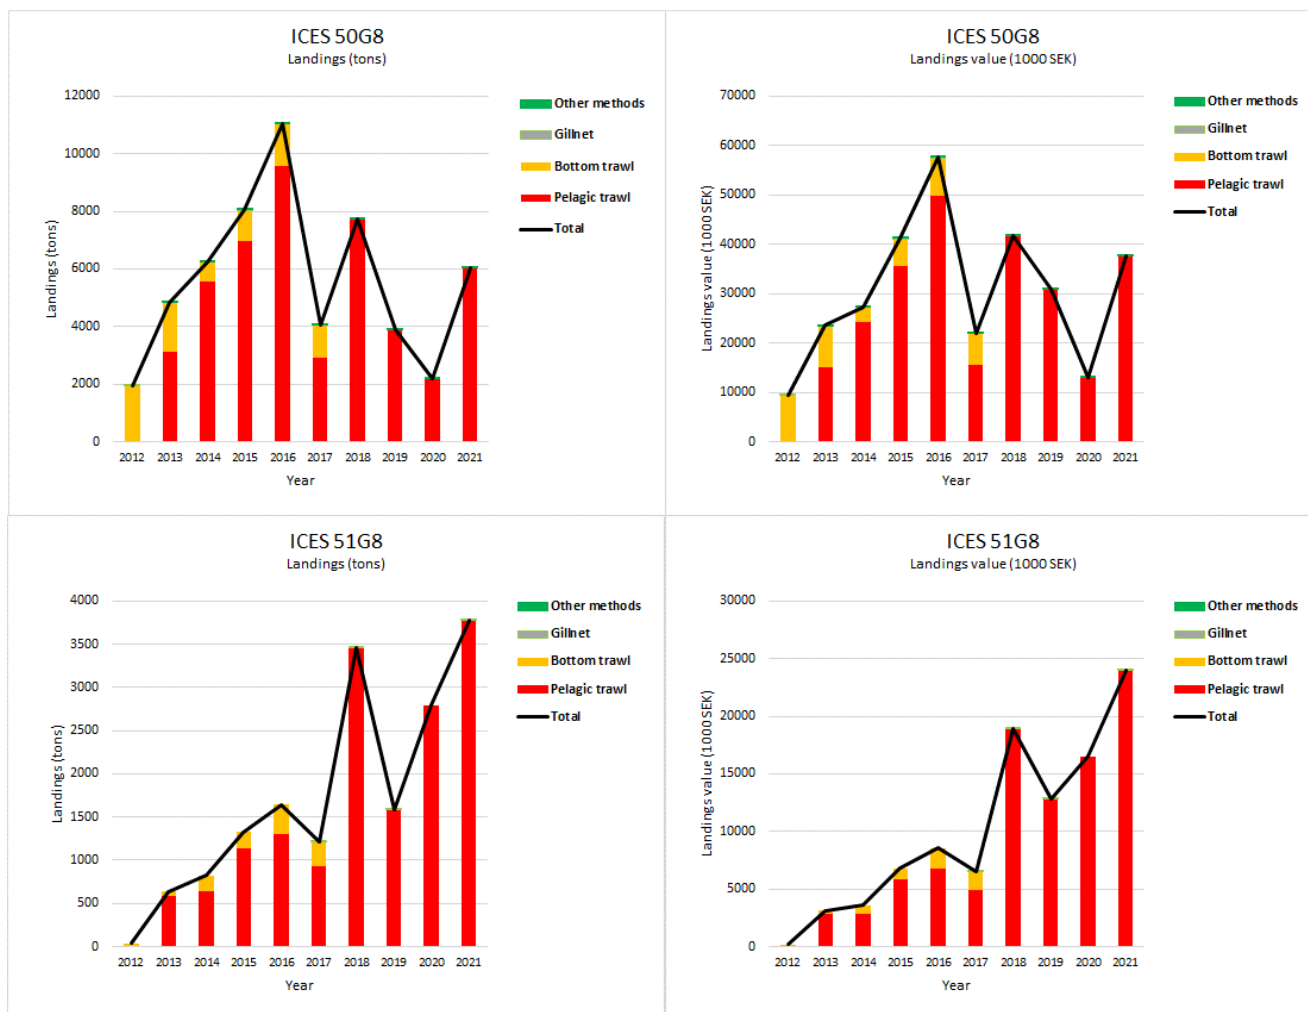 ICES 50G8
Landings (tons)
12000
10000
8000
6000
4000
2000
0
Landings (tons)
2012 2013 2014 2015 2016 2017 2018 2019 2020 2021
Year
Other methods
Gillnet
Bottom trawl
Pelagic trawl
Total
ICES 50G8
Landings value (1000 SEK)
70000
60000
50000
40000
30000
20000
10000
0
Landings value (1000 SEK)
2012 2013 2014 2015 2016 2017 2018 2019 2020 2021
Year
Other methods
Gillnet
Bottom trawl
Pelagic trawl
Total
ICES 51G8
Landings (tons)
4000
3500
3000
2500
2000
1500
1000
500
0
Landings (tons)
2012 2013 2014 2015 2016 2017 2018 2019 2020 2021
Year
Other methods
Gillnet
Bottom trawl
Pelagic trawl
Total
ICES 51G8
Landings value (1000 SEK)
30000
25000
20000
15000
10000
5000
0
Landings value (1000 SEK)
2012 2013 2014 2015 2016 2017 2018 2019 2020 2021
Year
Other methods
Gillnet
Bottom trawl
Pelagic trawl
Total